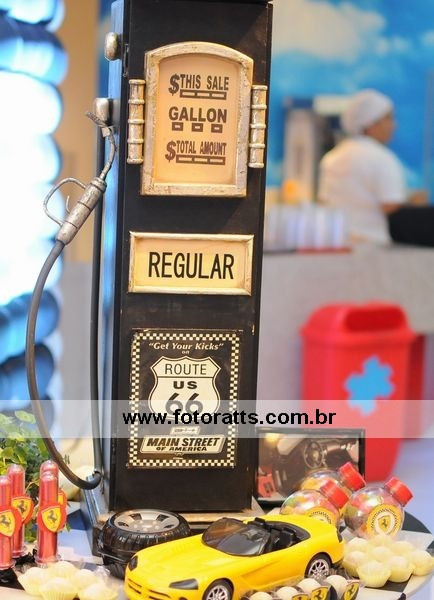 $THIS SALE
GALLON
$TOTAL AMOUNT
REGULAR
"Get Your Kicks"
on
ROUTE
US
66
www.fotoratts.com.br
MAIN STREET
OF AMERICA